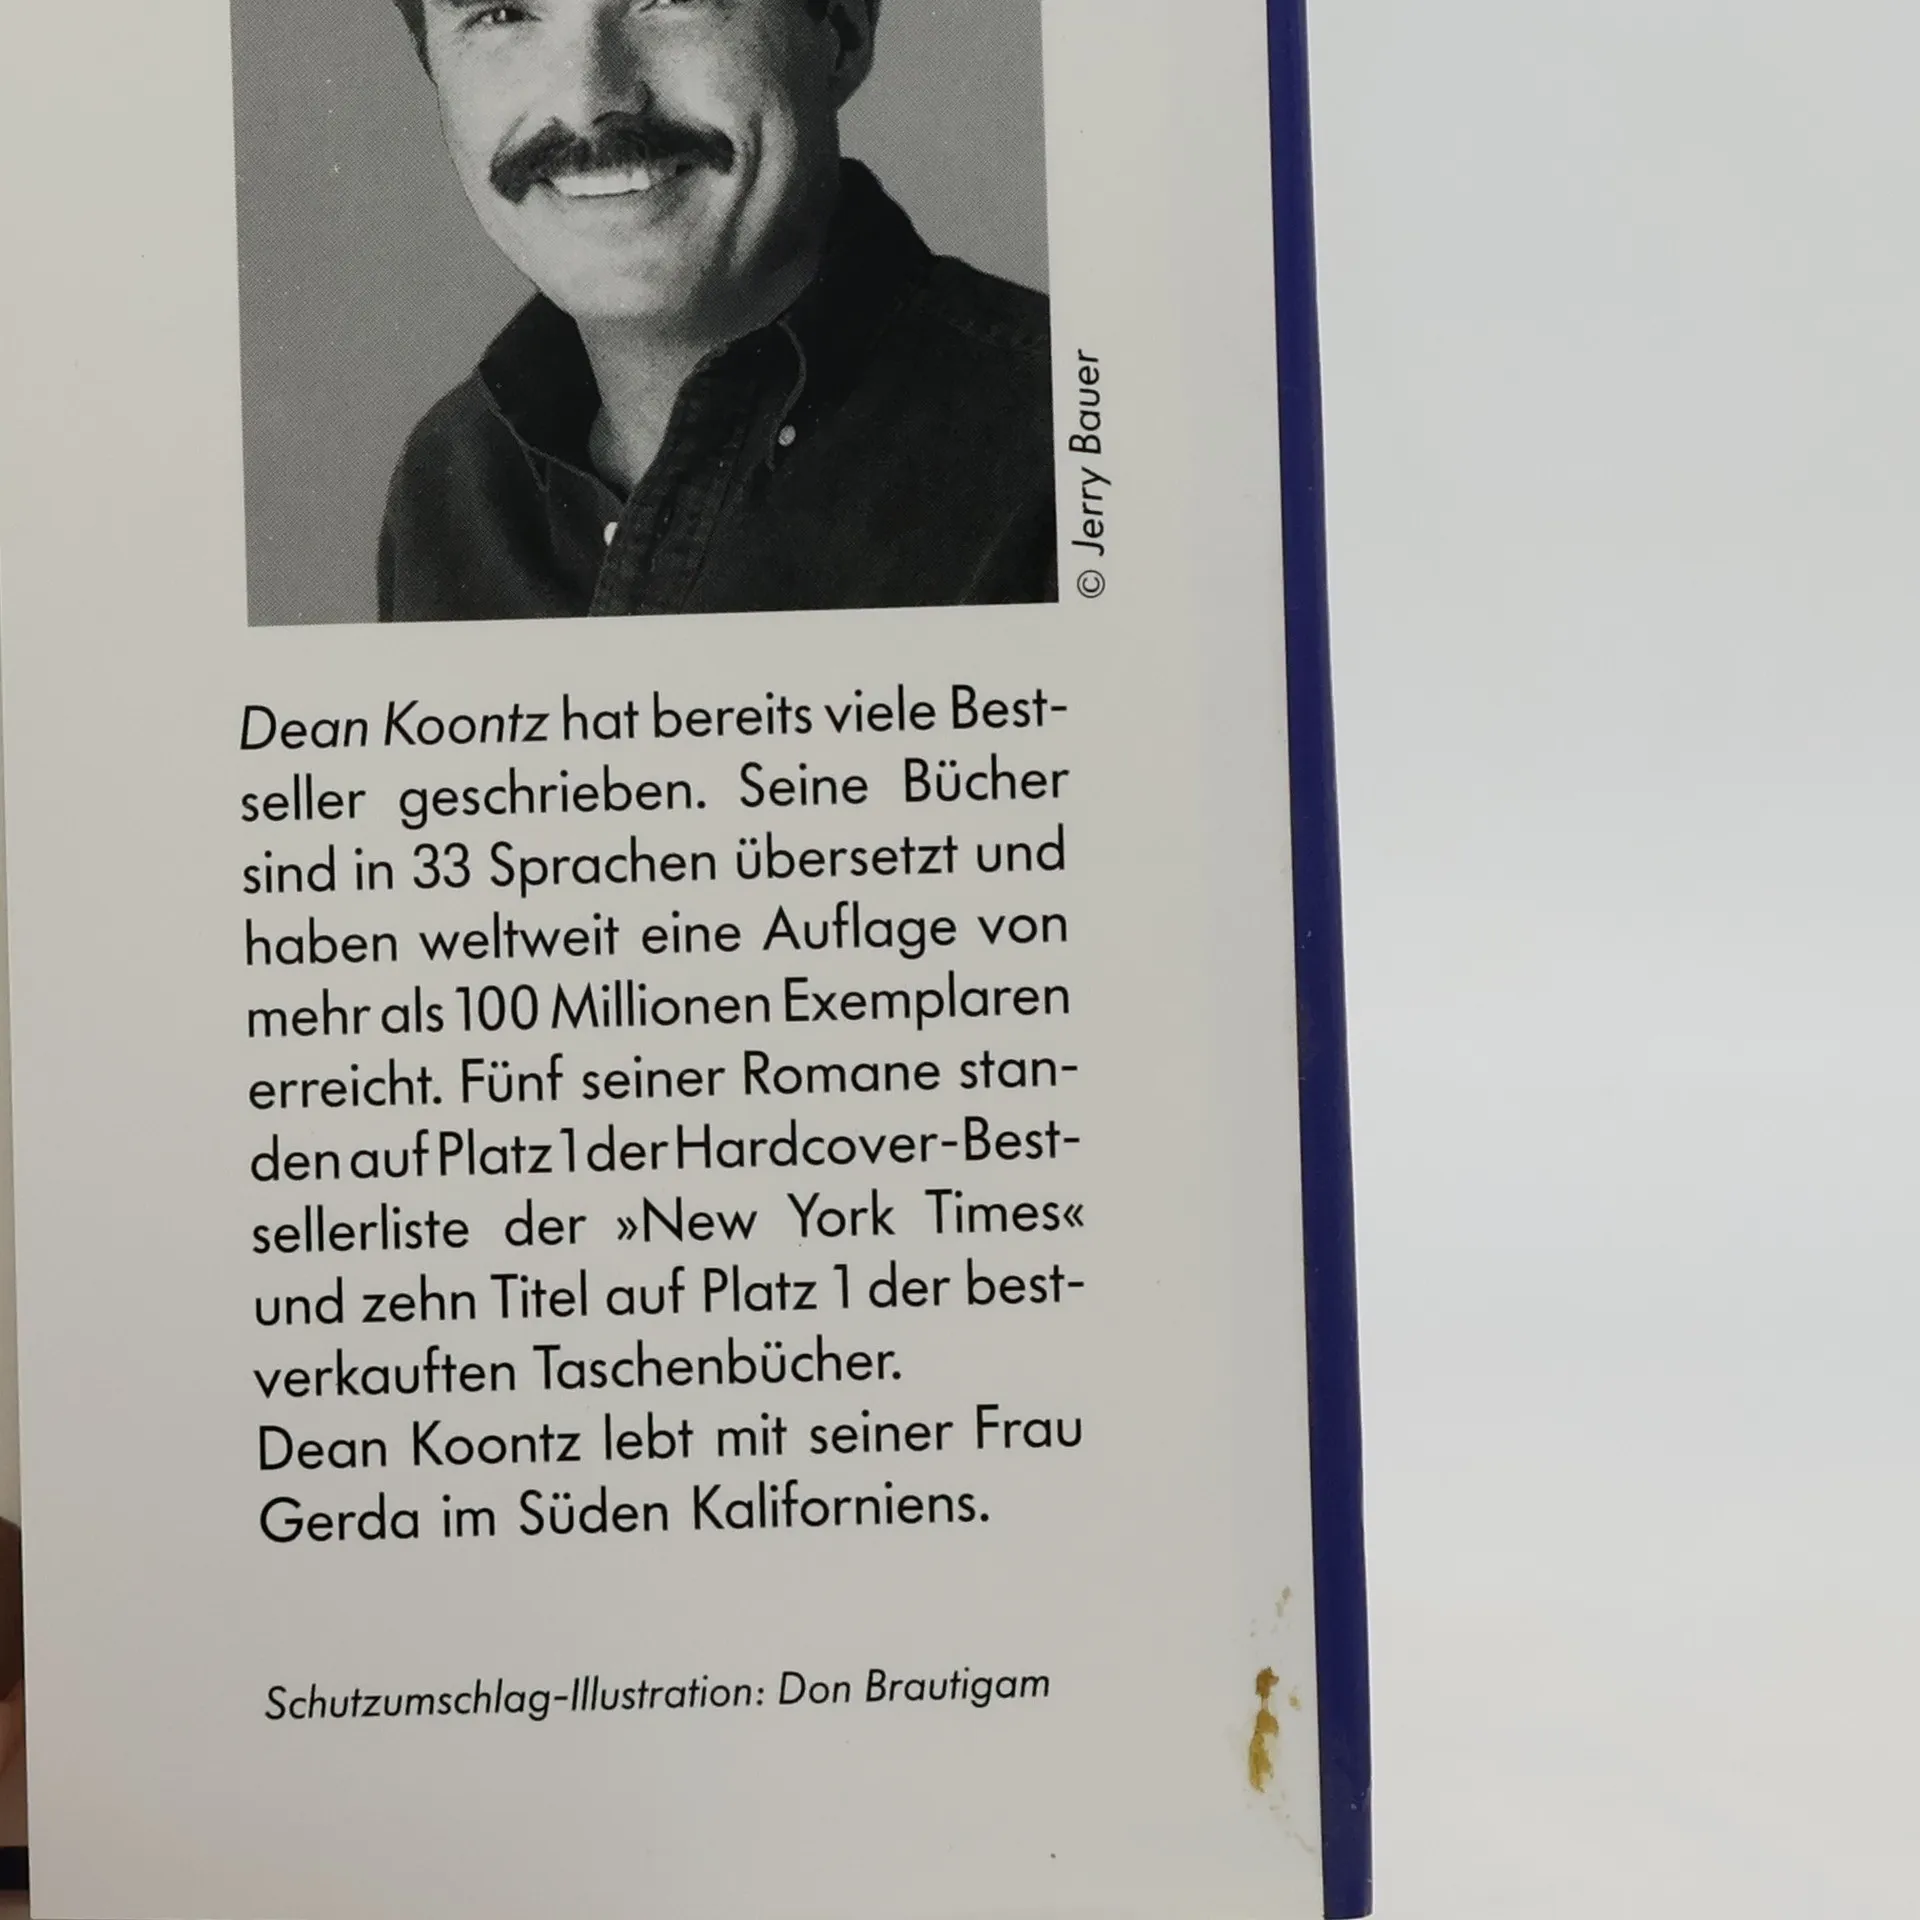 © Jerry Bauer
Dean Koontz hat bereits viele Best-
seller geschrieben. Seine Bücher
sind in 33 Sprachen übersetzt und
haben weltweit eine Auflage von
mehr als 100 Millionen Exemplaren
erreicht. Fünf seiner Romane stan-
den auf Platz 1 der Hardcover-Best-
sellerliste der »New York Times«
und zehn Titel auf Platz 1 der best-
verkauften Taschenbücher.
Dean Koontz lebt mit seiner Frau
Gerda im Süden Kaliforniens.
Schutzumschlag-Illustration: Don Brautigam